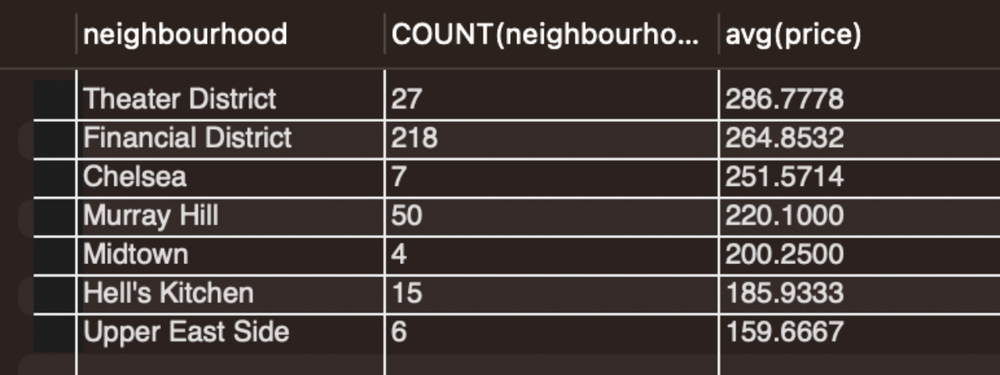 neighbourhood COUNT(neighbourho... avg(price)
Theater District 27 286.7778
Financial District 218 264.8532
Chelsea 7 251.5714
Murray Hill 50 220.1000
Midtown 4 200.2500
Hell's Kitchen 15 185.9333
Upper East Side 6 159.6667